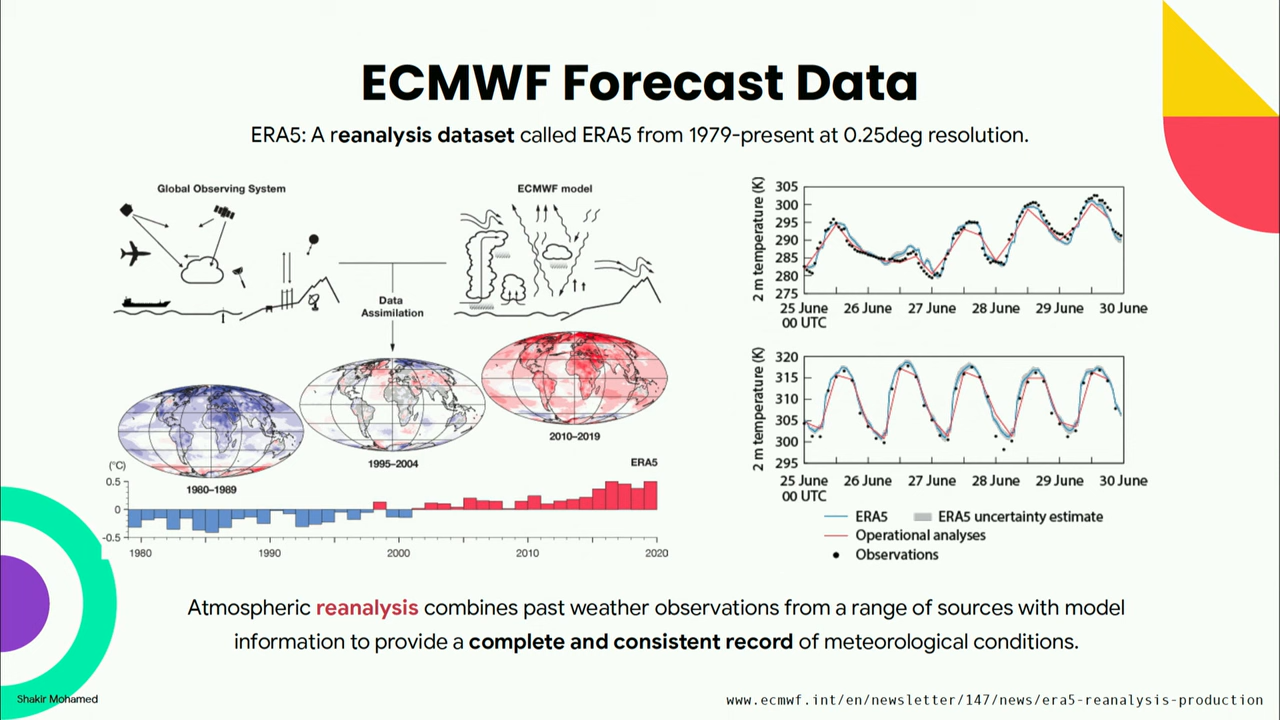 ECMWF Forecast Data
ERA5: A reanalysis dataset called ERA5 from 1979-present at 0.25deg resolution.
Global Observing System
ECMWF model
Data
Assimilation
1980–1989
1995–2004
2010–2019
ERA5
(°C)
0.5
0
-0.5
1980 1990 2000 2010 2020
2 m temperature (K)
305
300
295
290
285
280
275
25 June 26 June 27 June 28 June 29 June 30 June
00 UTC
2 m temperature (K)
320
315
310
305
300
295
25 June 26 June 27 June 28 June 29 June 30 June
00 UTC
ERA5 ERA5 uncertainty estimate
Operational analyses
Observations
Atmospheric reanalysis combines past weather observations from a range of sources with model
information to provide a complete and consistent record of meteorological conditions.
Shakir Mohamed
www.ecmwf.int/en/newsletter/147/news/era5-reanalysis-production